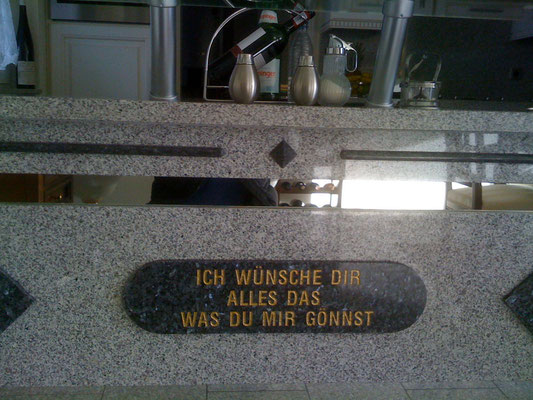 ICH WÜNSCHE DIR
ALLES DAS
WAS DU MIR GÖNNST